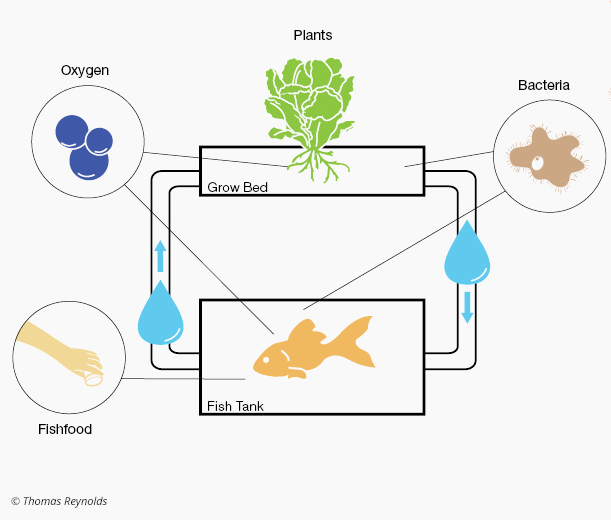 Plants
Oxygen
Bacteria
Grow Bed
Fish Tank
Fishfood
© Thomas Reynolds